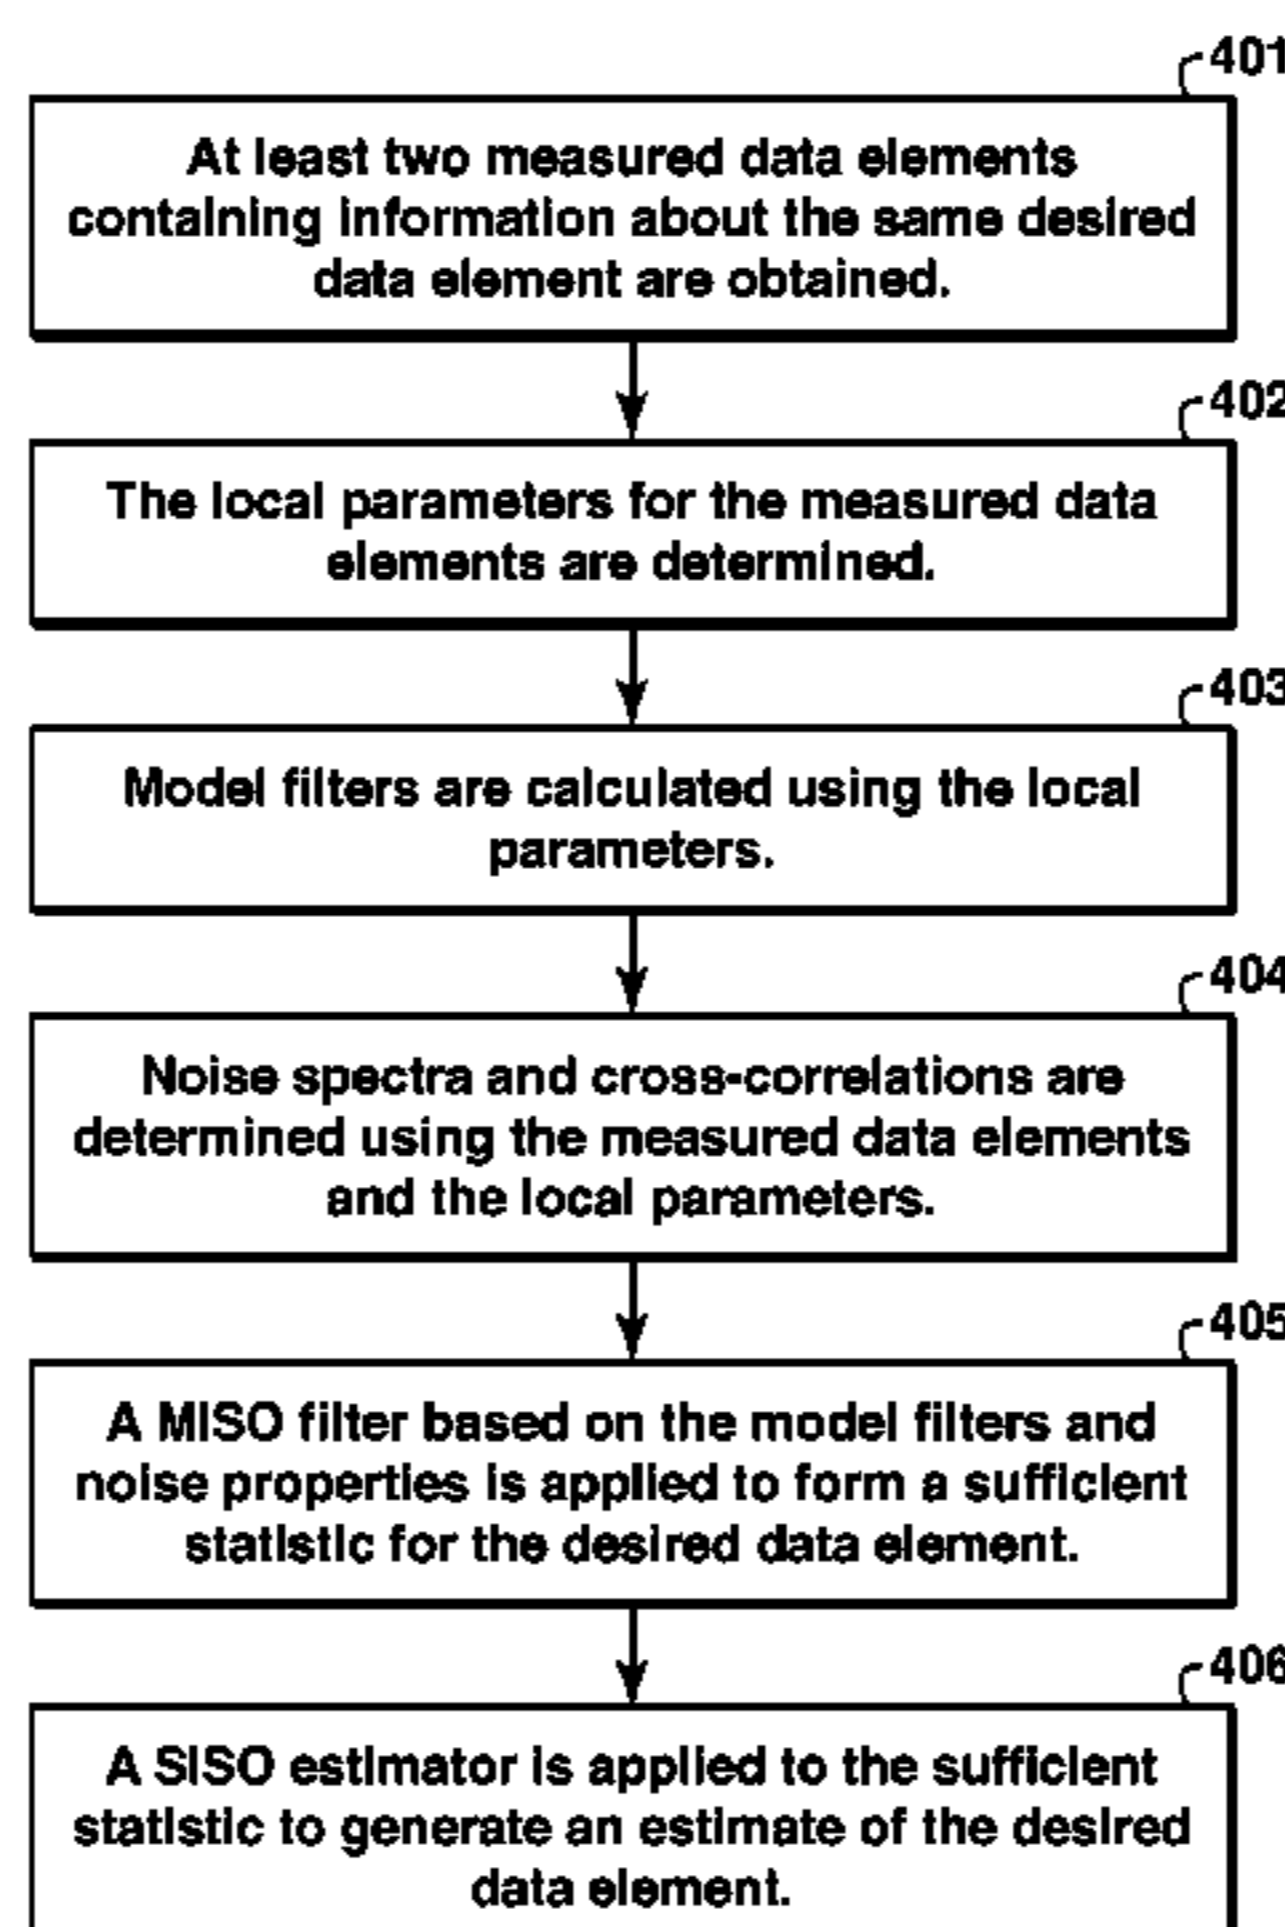 401
At least two measured data elements
containing information about the same desired
data element are obtained.
402
The local parameters for the measured data
elements are determined.
403
Model filters are calculated using the local
parameters.
404
Noise spectra and cross-correlations are
determined using the measured data elements
and the local parameters.
405
A MISO filter based on the model filters and
noise properties is applied to form a sufficient
statistic for the desired data element.
406
A SISO estimator is applied to the sufficient
statistic to generate an estimate of the desired
data element.